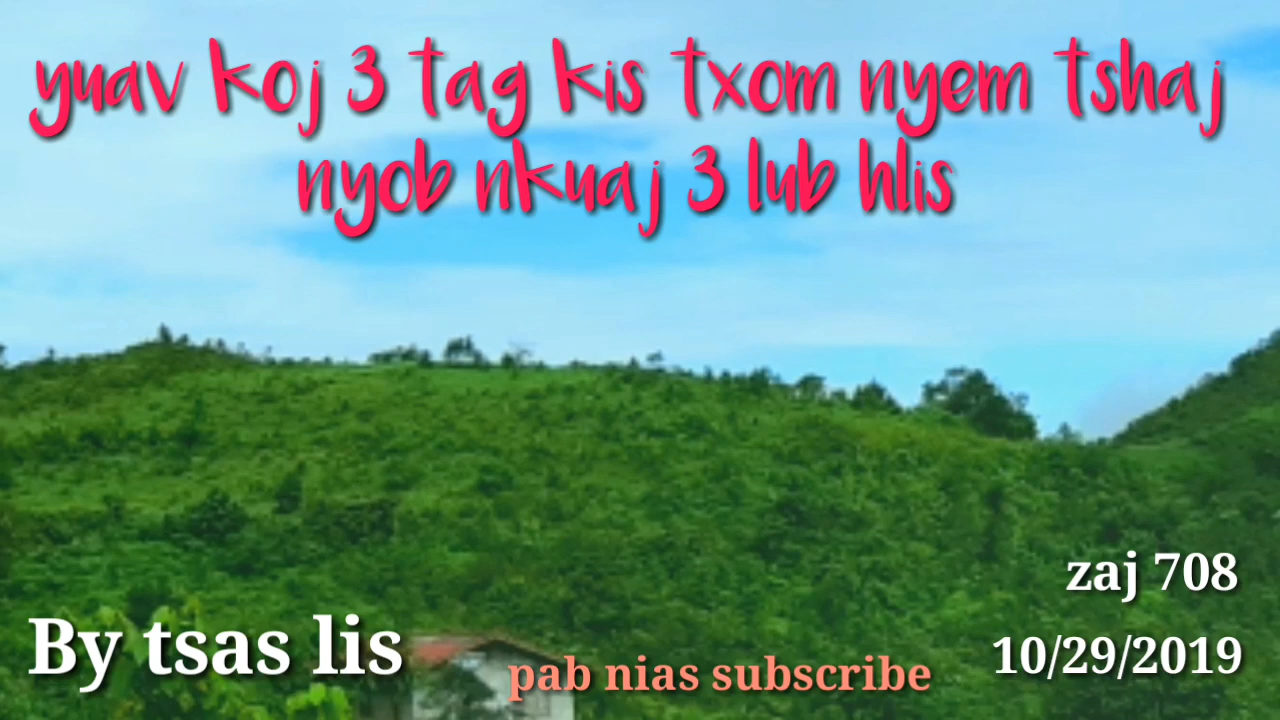 yuav koj 3 tag kis txom nyem tshaj
nyob nkuaj 3 lub hlis
zaj 708
By tsas lis
10/29/2019
pab nias subscribe